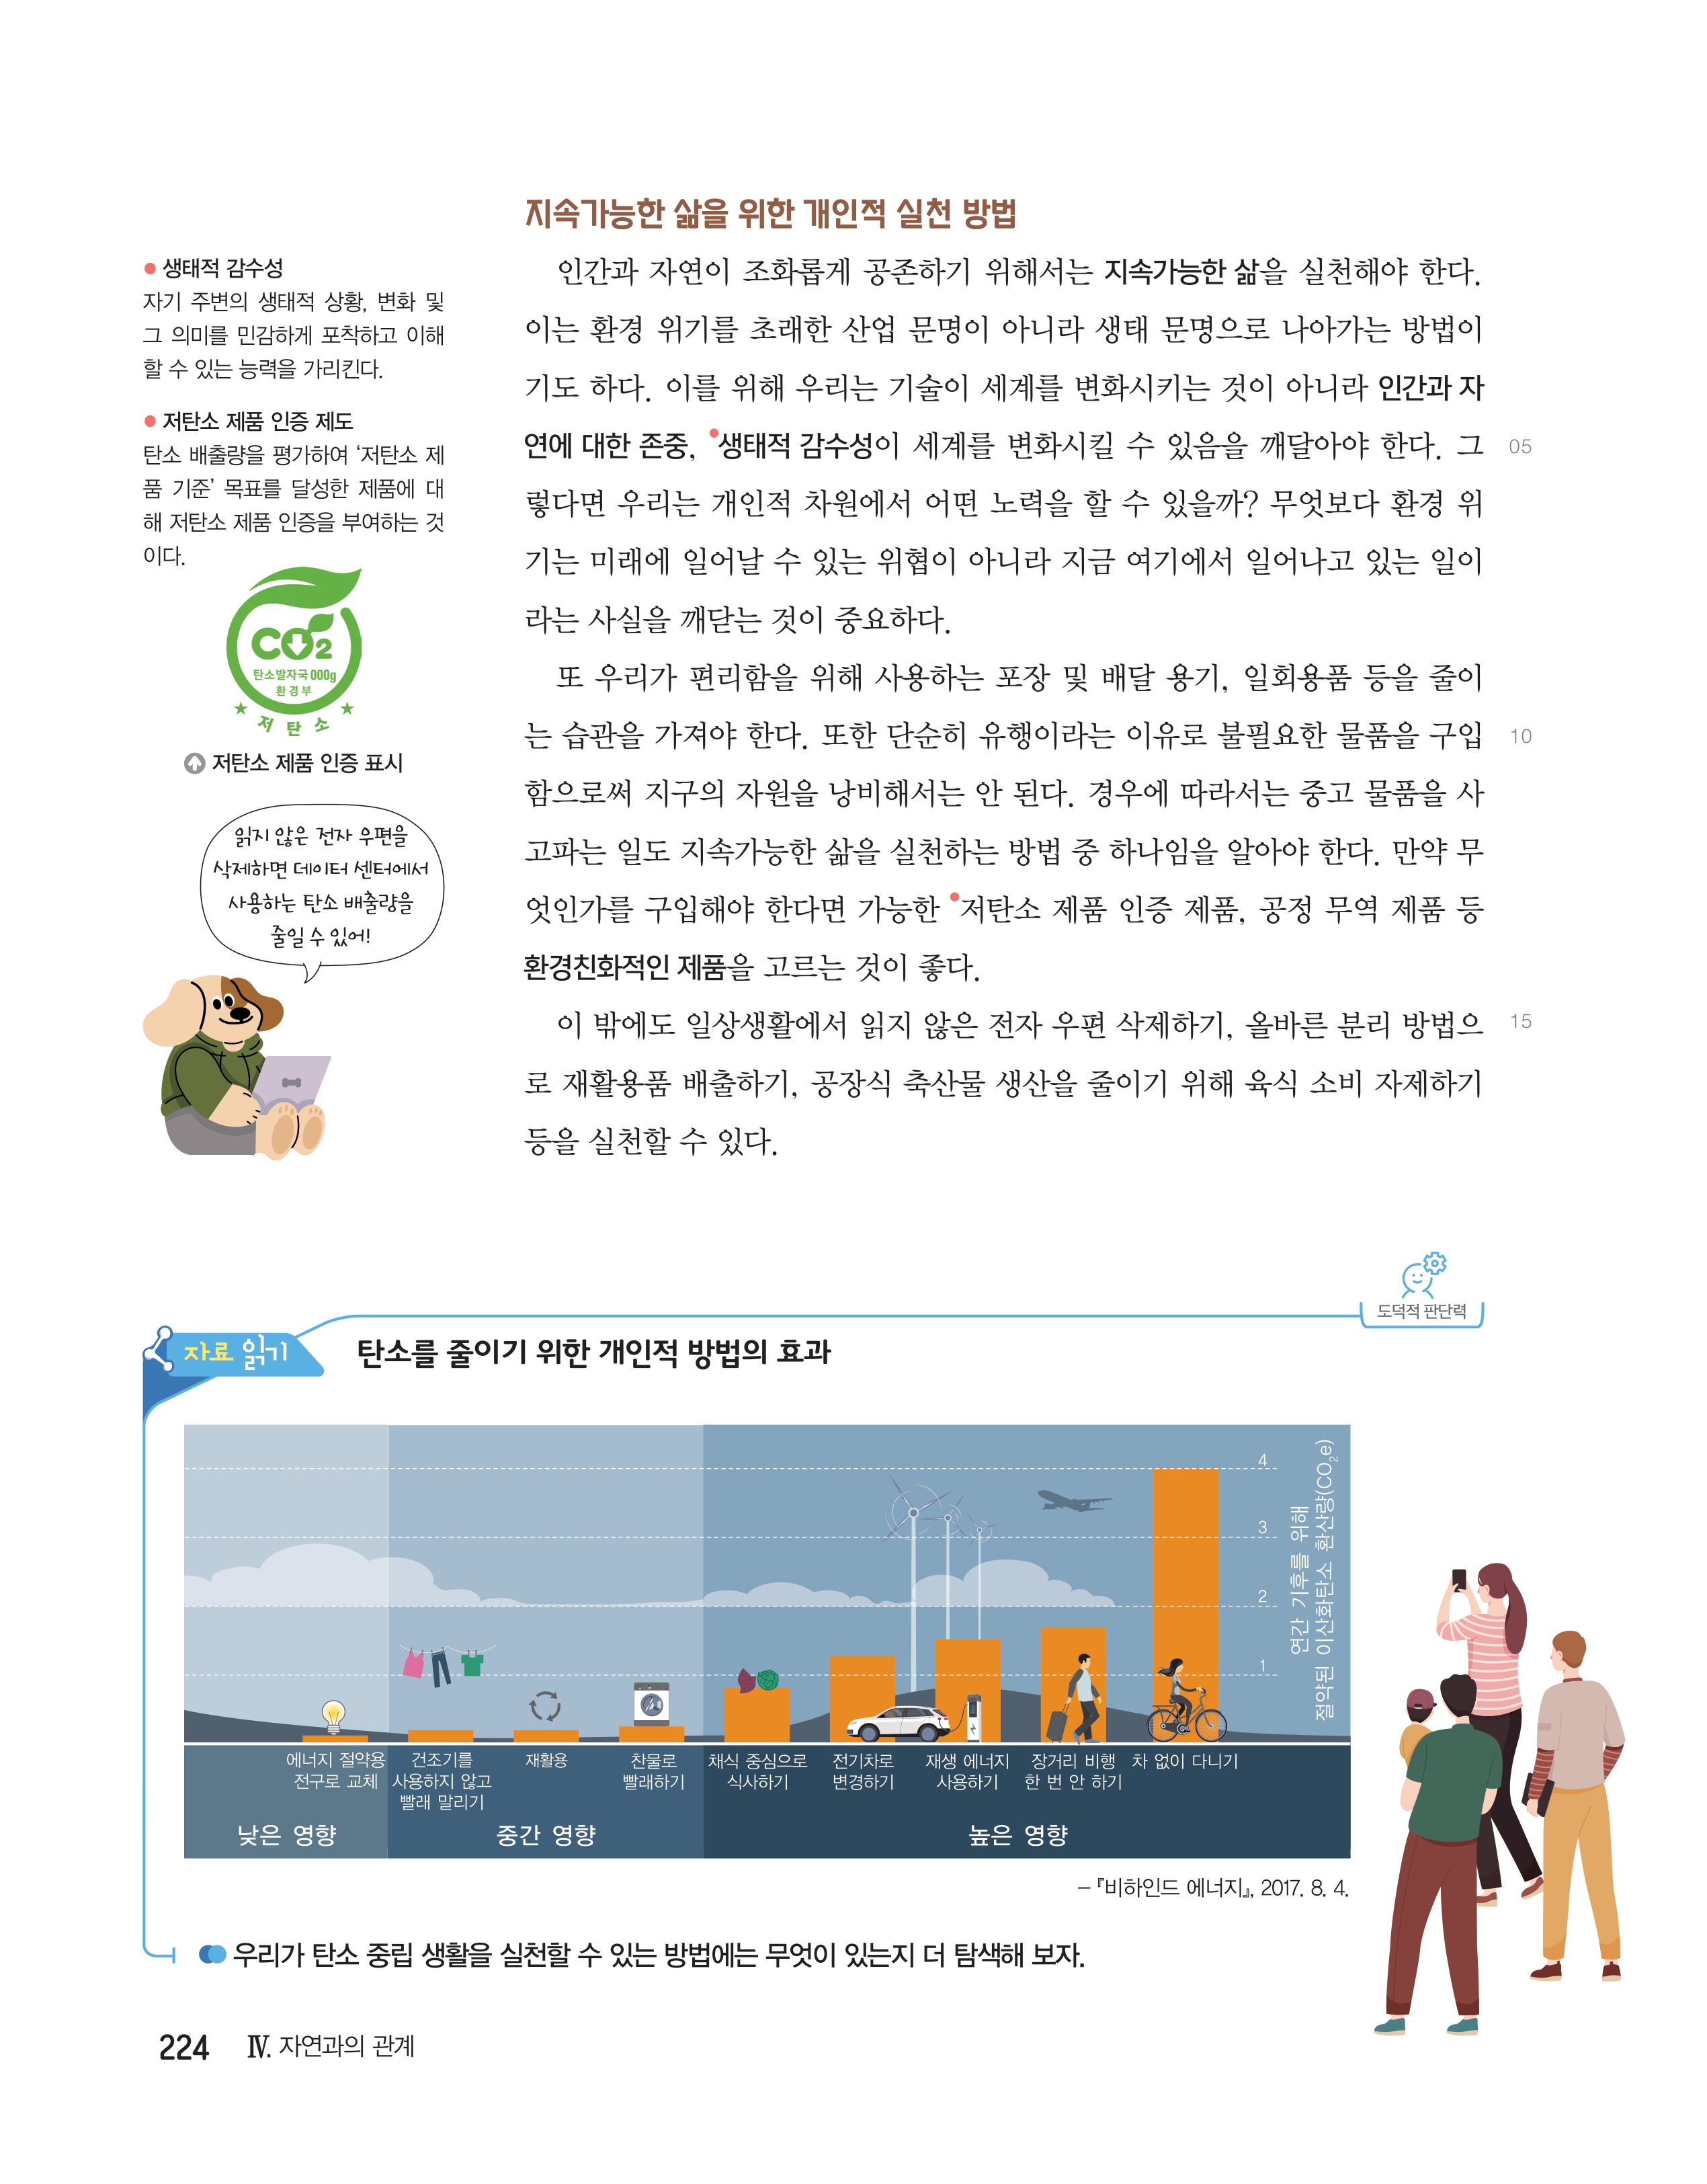 지속가능한 삶을 위한 개인적 실천 방법
인간과 자연이 조화롭게 공존하기 위해서는 지속가능한 삶을 실천해야 한다.
이는 환경 위기를 초래한 산업 문명이 아니라 생태 문명으로 나아가는 방법이
기도 하다. 이를 위해 우리는 기술이 세계를 변화시키는 것이 아니라 인간과 자
연에 대한 존중, 생태적 감수성이 세계를 변화시킬 수 있음을 깨달아야 한다. 그
05
렇다면 우리는 개인적 차원에서 어떤 노력을 할 수 있을까? 무엇보다 환경 위
기는 미래에 일어날 수 있는 위협이 아니라 지금 여기에서 일어나고 있는 일이
라는 사실을 깨닫는 것이 중요하다.
또 우리가 편리함을 위해 사용하는 포장 및 배달 용기, 일회용품 등을 줄이
는 습관을 가져야 한다. 또한 단순히 유행이라는 이유로 불필요한 물품을 구입
10
함으로써 지구의 자원을 낭비해서는 안 된다. 경우에 따라서는 중고 물품을 사
고파는 일도 지속가능한 삶을 실천하는 방법 중 하나임을 알아야 한다. 만약 무
엇인가를 구입해야 한다면 가능한 저탄소 제품 인증 제품, 공정 무역 제품 등
환경친화적인 제품을 고르는 것이 좋다.
이 밖에도 일상생활에서 읽지 않은 전자 우편 삭제하기, 올바른 분리 방법으
15
로 재활용품 배출하기, 공장식 축산물 생산을 줄이기 위해 육식 소비 자제하기
등을 실천할 수 있다.
● 생태적 감수성
자기 주변의 생태적 상황, 변화 및
그 의미를 민감하게 포착하고 이해
할 수 있는 능력을 가리킨다.
● 저탄소 제품 인증 제도
탄소 배출량을 평가하여 ‘저탄소 제
품 기준’ 목표를 달성한 제품에 대
해 저탄소 제품 인증을 부여하는 것
이다.
CO2
탄소발자국 000g
환경부
★ 저탄소 ★
저탄소 제품 인증 표시
읽지 않은 전자 우편을
삭제하면 데이터 센터에서
사용하는 탄소 배출량을
줄일 수 있어!
도덕적 판단력
자료 읽기
탄소를 줄이기 위한 개인적 방법의 효과
4
3
2
1
연간 기후를 위해
절약된 이산화탄소 환산량(CO₂e)
에너지 절약용
전구로 교체
건조기를
사용하지 않고
빨래 말리기
재활용
찬물로
빨래하기
채식 중심으로
식사하기
전기차로
변경하기
재생 에너지
사용하기
장거리 비행
한 번 안 하기
차 없이 다니기
낮은 영향
중간 영향
높은 영향
– 『비하인드 에너지』, 2017. 8. 4.
우리가 탄소 중립 생활을 실천할 수 있는 방법에는 무엇이 있는지 더 탐색해 보자.
224 Ⅳ. 자연과의 관계